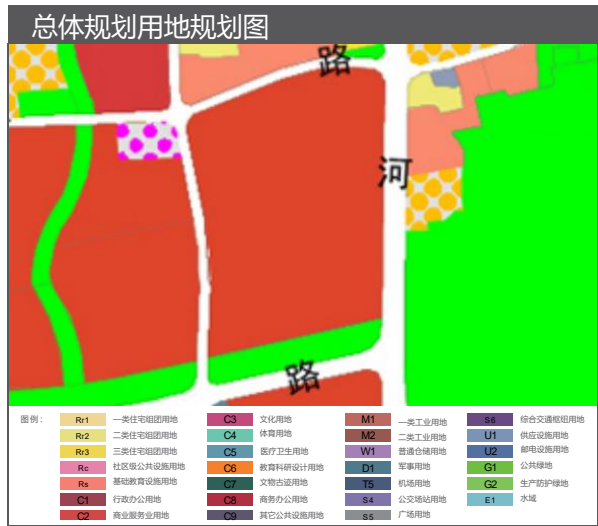 总体规划用地规划图
路
河
路
图例：
Rr1 一类住宅组团用地
Rr2 二类住宅组团用地
Rr3 三类住宅组团用地
Rc 社区级公共设施用地
Rs 基础教育设施用地
C1 行政办公用地
C2 商业服务业用地
C3 文化用地
C4 体育用地
C5 医疗卫生用地
C6 教育科研设计用地
C7 文物古迹用地
C8 商务办公用地
C9 其它公共设施用地
M1 一类工业用地
M2 二类工业用地
W1 普通仓储用地
D1 军事用地
T5 机场用地
S4 公交场站用地
S5 广场用地
S6 综合交通枢纽用地
U1 供应设施用地
U2 邮电设施用地
G1 公共绿地
G2 生产防护绿地
E1 水域